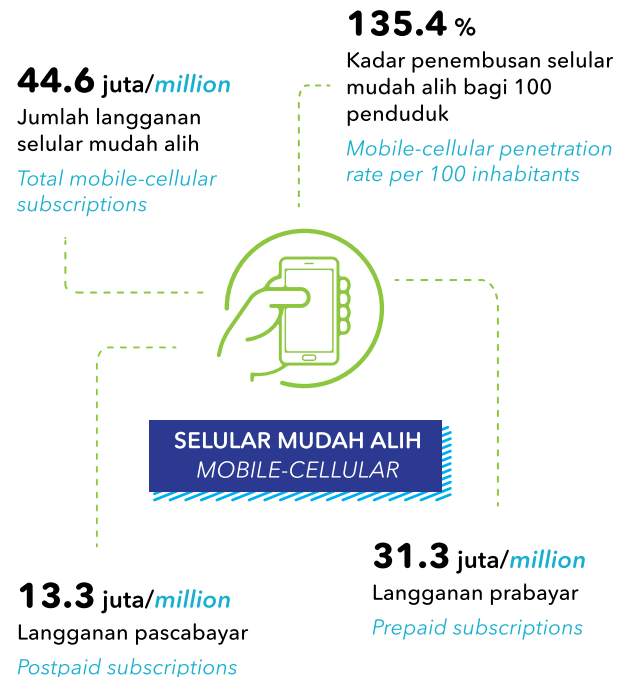 135.4 %
Kadar penembusan selular
mudah alih bagi 100
penduduk
Mobile-cellular penetration
rate per 100 inhabitants
44.6 juta/million
Jumlah langganan
selular mudah alih
Total mobile-cellular
subscriptions
SELULAR MUDAH ALIH
MOBILE-CELLULAR
31.3 juta/million
Langganan prabayar
Prepaid subscriptions
13.3 juta/million
Langganan pascabayar
Postpaid subscriptions